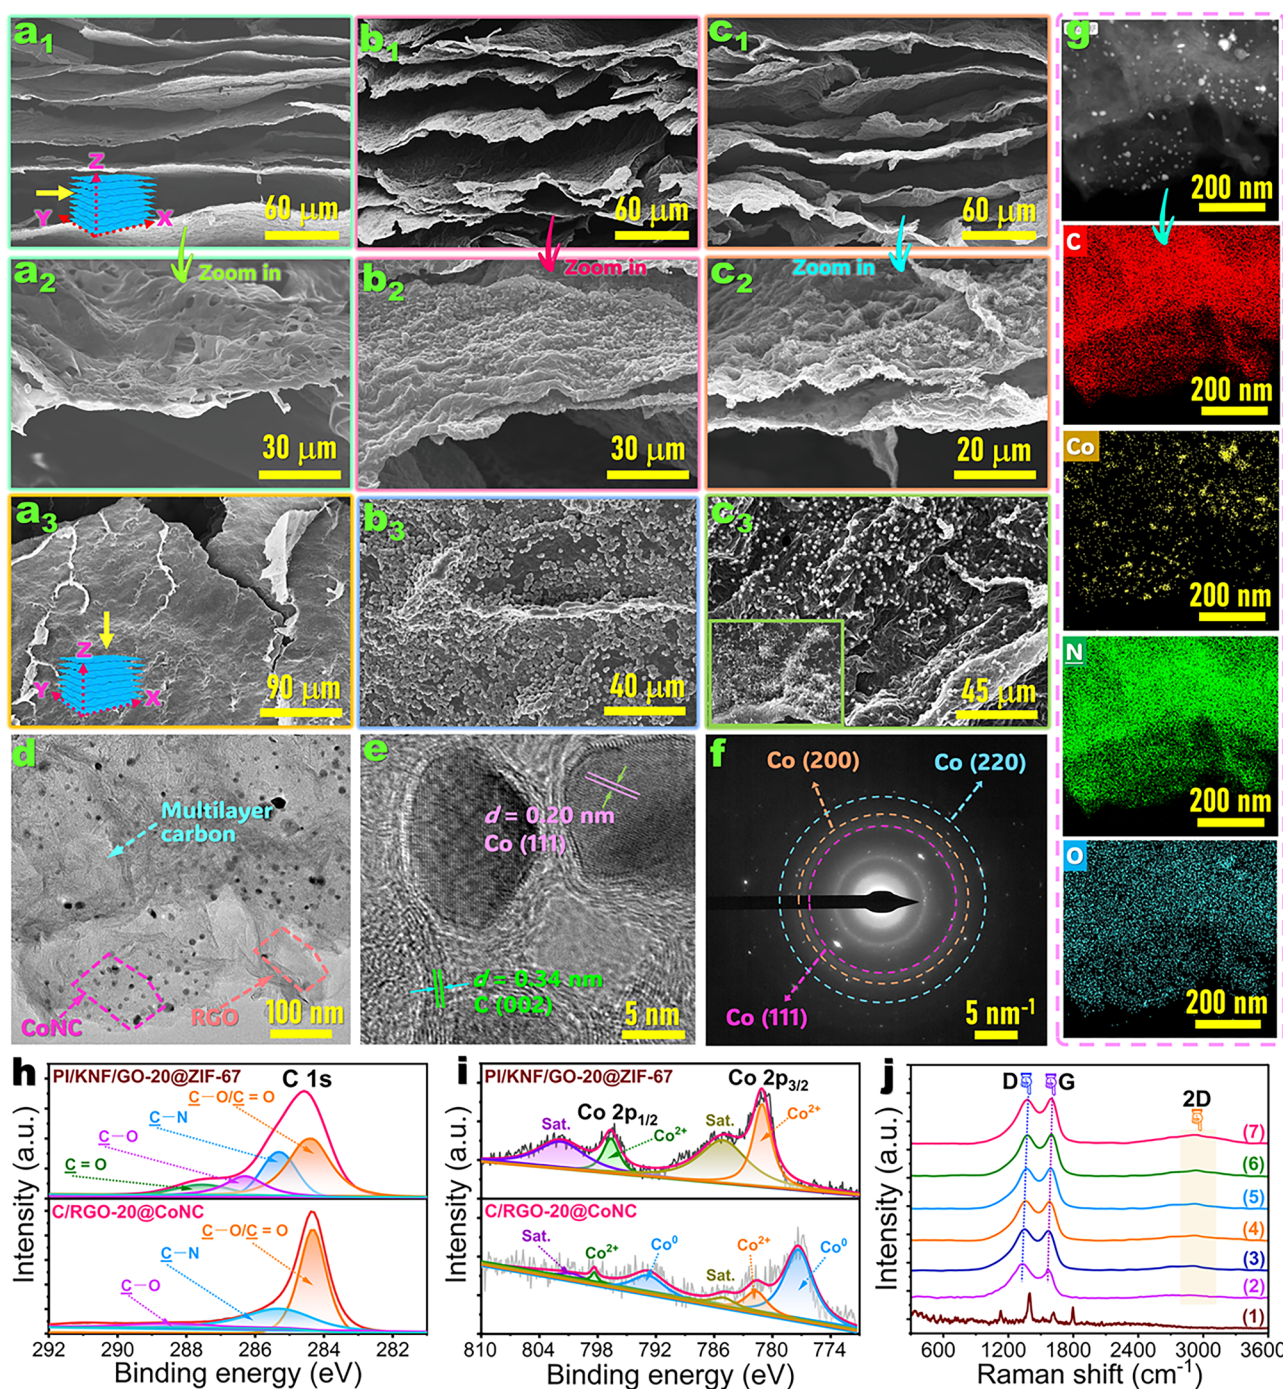 a1
Z
Y
X
60 μm
b1
60 μm
c1
60 μm
g
200 nm
Zoom in
Zoom in
Zoom in
a2
30 μm
b2
30 μm
c2
20 μm
C
200 nm
Co
200 nm
a3
Z
Y
X
90 μm
b3
40 μm
c3
45 μm
N
200 nm
d
Multilayer
carbon
CoNC
RGO
100 nm
e
d = 0.20 nm
Co (111)
d = 0.34 nm
C (002)
5 nm
f
Co (200)
Co (220)
Co (111)
5 nm-1
O
200 nm
h
PI/KNF/GO-20@ZIF-67
C 1s
C—O/C = O
C—N
C—O
C = O
C/RGO-20@CoNC
C—O/C = O
C—N
C—O
Intensity (a.u.)
292 290 288 286 284 282
Binding energy (eV)
i
PI/KNF/GO-20@ZIF-67
Co 2p3/2
Co 2p1/2
Sat.
Co2+
Sat.
Co2+
C/RGO-20@CoNC
Sat.
Co2+
Co0
Sat.
Co2+
Co0
Intensity (a.u.)
810 804 798 792 786 780 774
Binding energy (eV)
j
D
G
2D
(7)
(6)
(5)
(4)
(3)
(2)
(1)
Intensity (a.u.)
600 1200 1800 2400 3000 3600
Raman shift (cm-1)